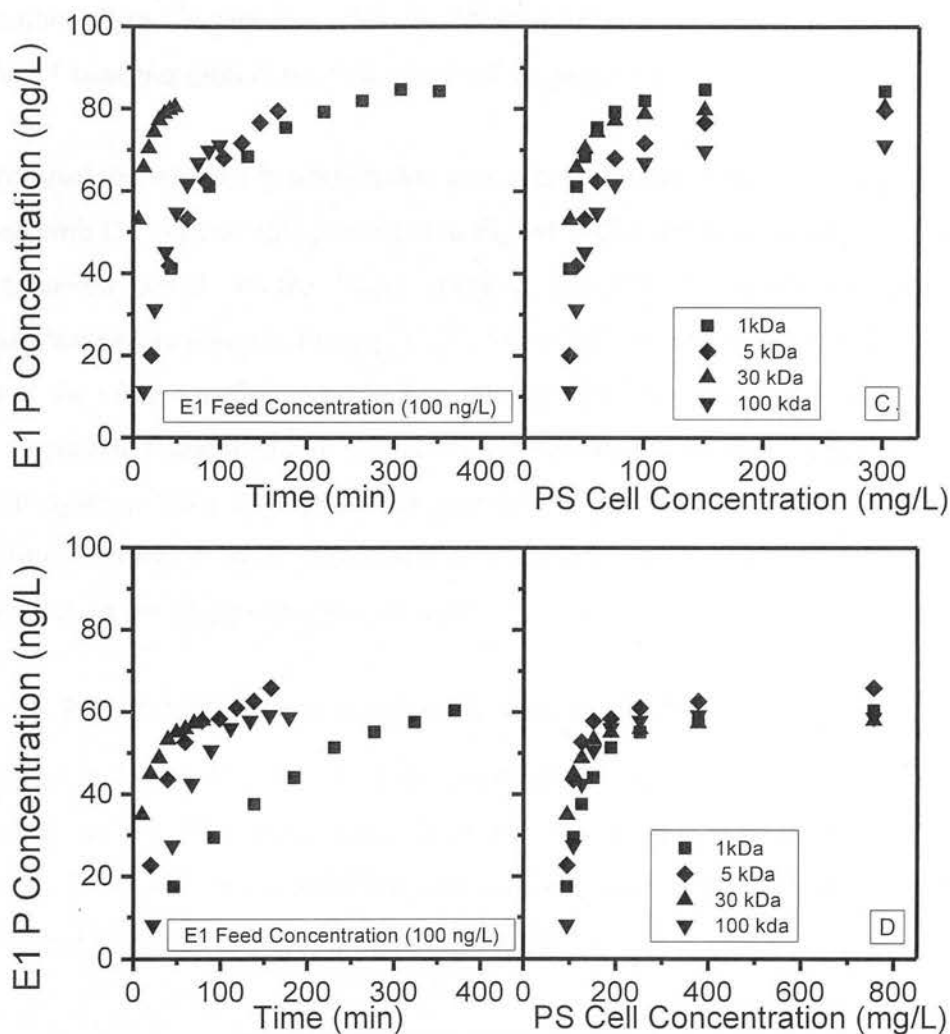 E1 P Concentration (ng/L)
100
80
60
40
20
0
E1 Feed Concentration (100 ng/L)
1kDa
5 kDa
30 kDa
100 kda
C.
0 100 200 300 400
0 100 200 300
Time (min)
PS Cell Concentration (mg/L)
E1 P Concentration (ng/L)
100
80
60
40
20
0
E1 Feed Concentration (100 ng/L)
1kDa
5 kDa
30 kDa
100 kda
D
0 100 200 300 400
0 200 400 600 800
Time (min)
PS Cell Concentration (mg/L)